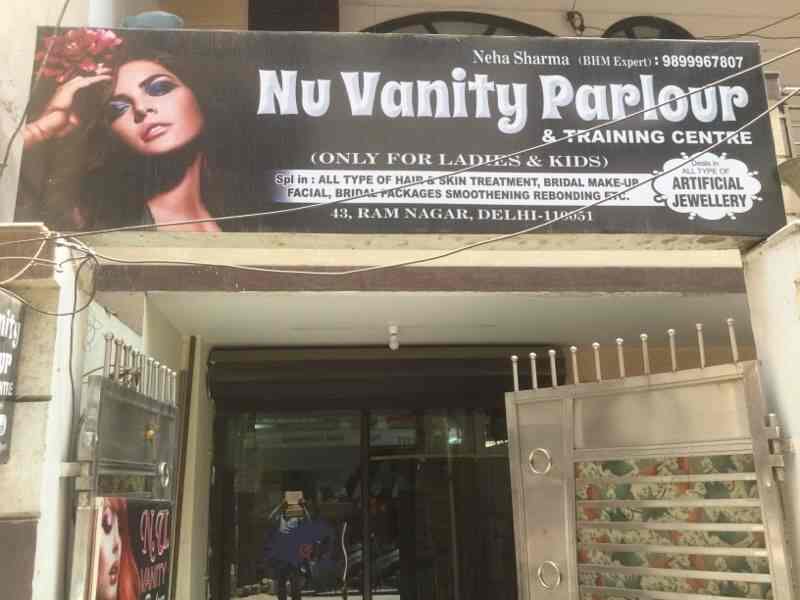 Neha Sharma (BHM Expert) : 9899967807
Nu Vanity Parlour
& TRAINING CENTRE
(ONLY FOR LADIES & KIDS)
Spl in : ALL TYPE OF HAIR & SKIN TREATMENT, BRIDAL MAKE-UP
FACIAL, BRIDAL PACKAGES SMOOTHENING REBONDING ETC.
43, RAM NAGAR, DELHI-110051
Deals in
ALL TYPE OF
ARTIFICIAL
JEWELLERY
VANITY